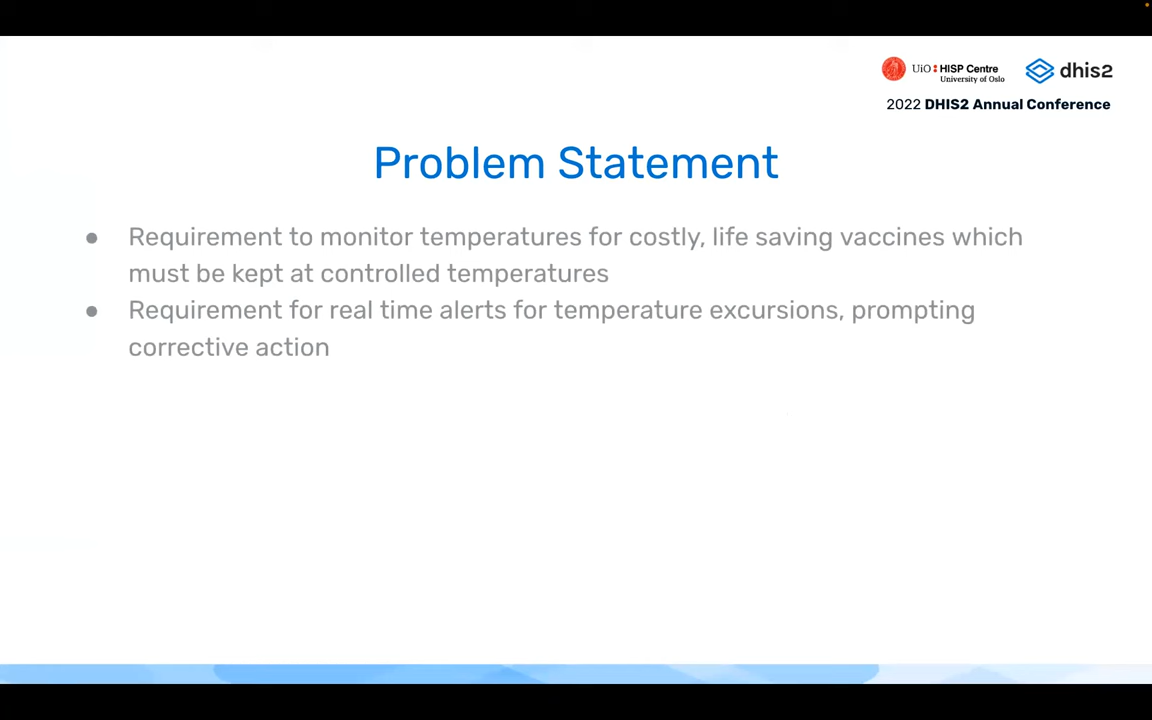 UiO HISP Centre
University of Oslo
dhis2
2022 DHIS2 Annual Conference
Problem Statement
● Requirement to monitor temperatures for costly, life saving vaccines which
must be kept at controlled temperatures
● Requirement for real time alerts for temperature excursions, prompting
corrective action